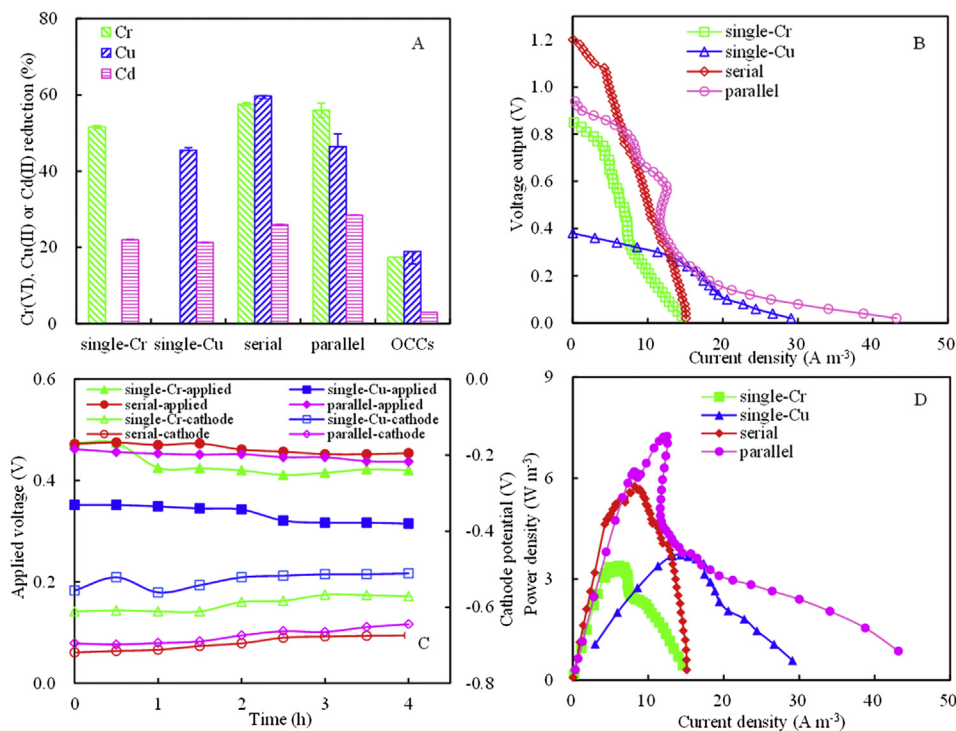 Cr(VI), Cu(II) or Cd(II) reduction (%)
80
60
40
20
0
Cr
Cu
Cd
A
single-Cr
single-Cu
serial
parallel
OCCs
Voltage output (V)
1.2
1.0
0.8
0.6
0.4
0.2
0.0
single-Cr
single-Cu
serial
parallel
B
0
10
20
30
40
50
Current density (A m-3)
Applied voltage (V)
0.6
0.4
0.2
0.0
single-Cr-applied
single-Cu-applied
serial-applied
parallel-applied
single-Cr-cathode
single-Cu-cathode
serial-cathode
parallel-cathode
C
0
1
2
3
4
Time (h)
0.0
-0.2
-0.4
-0.6
-0.8
Cathode potential (V)
Power density (W m-3)
9
6
3
0
single-Cr
single-Cu
serial
parallel
D
0
10
20
30
40
50
Current density (A m-3)